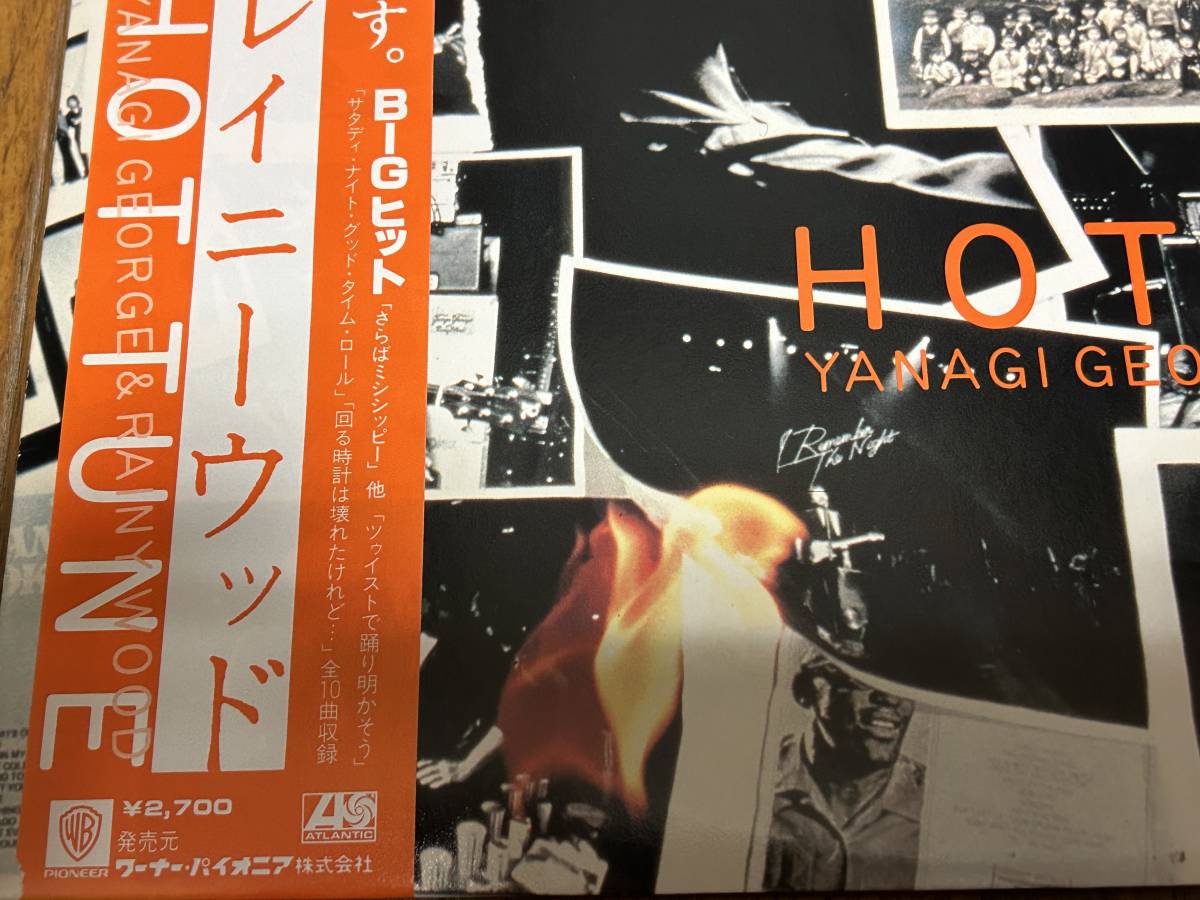 す。
BIGヒット「さらばミシシッピー」他「ツゥイストで踊り明かそう」
「サタディ・ナイト・グッド・タイム・ロール」「回る時計は壊れたけれど…」全10曲収録
レイニーウッド
HOT TUNE
YANAGI GEORGE & RAINYWOOD
WB
PIONEER
¥2,700
発売元
ワーナー・パイオニア株式会社
ATLANTIC
HOT
YANAGI GEO
I Remember
The Night